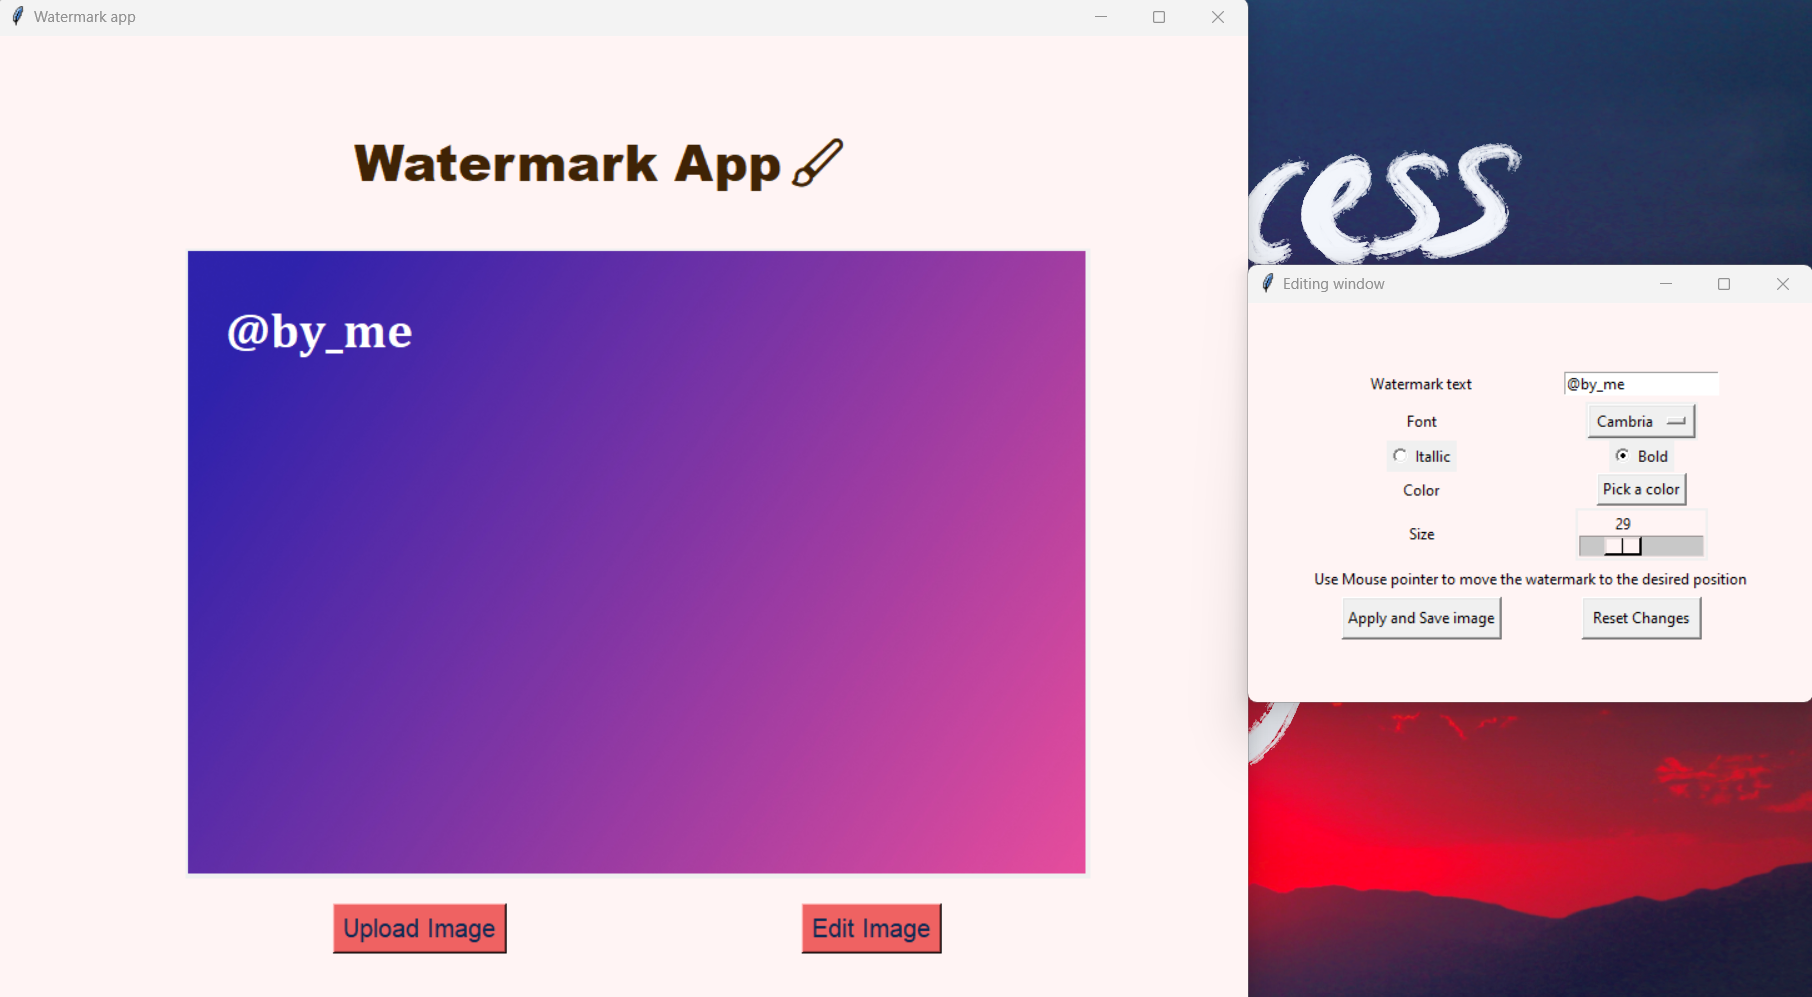 Watermark app
Watermark App
@by_me
Upload Image
Edit Image
cess
Editing window
Watermark text
@by_me
Font
Cambria
Itallic
Bold
Color
Pick a color
29
Size
Use Mouse pointer to move the watermark to the desired position
Apply and Save image
Reset Changes